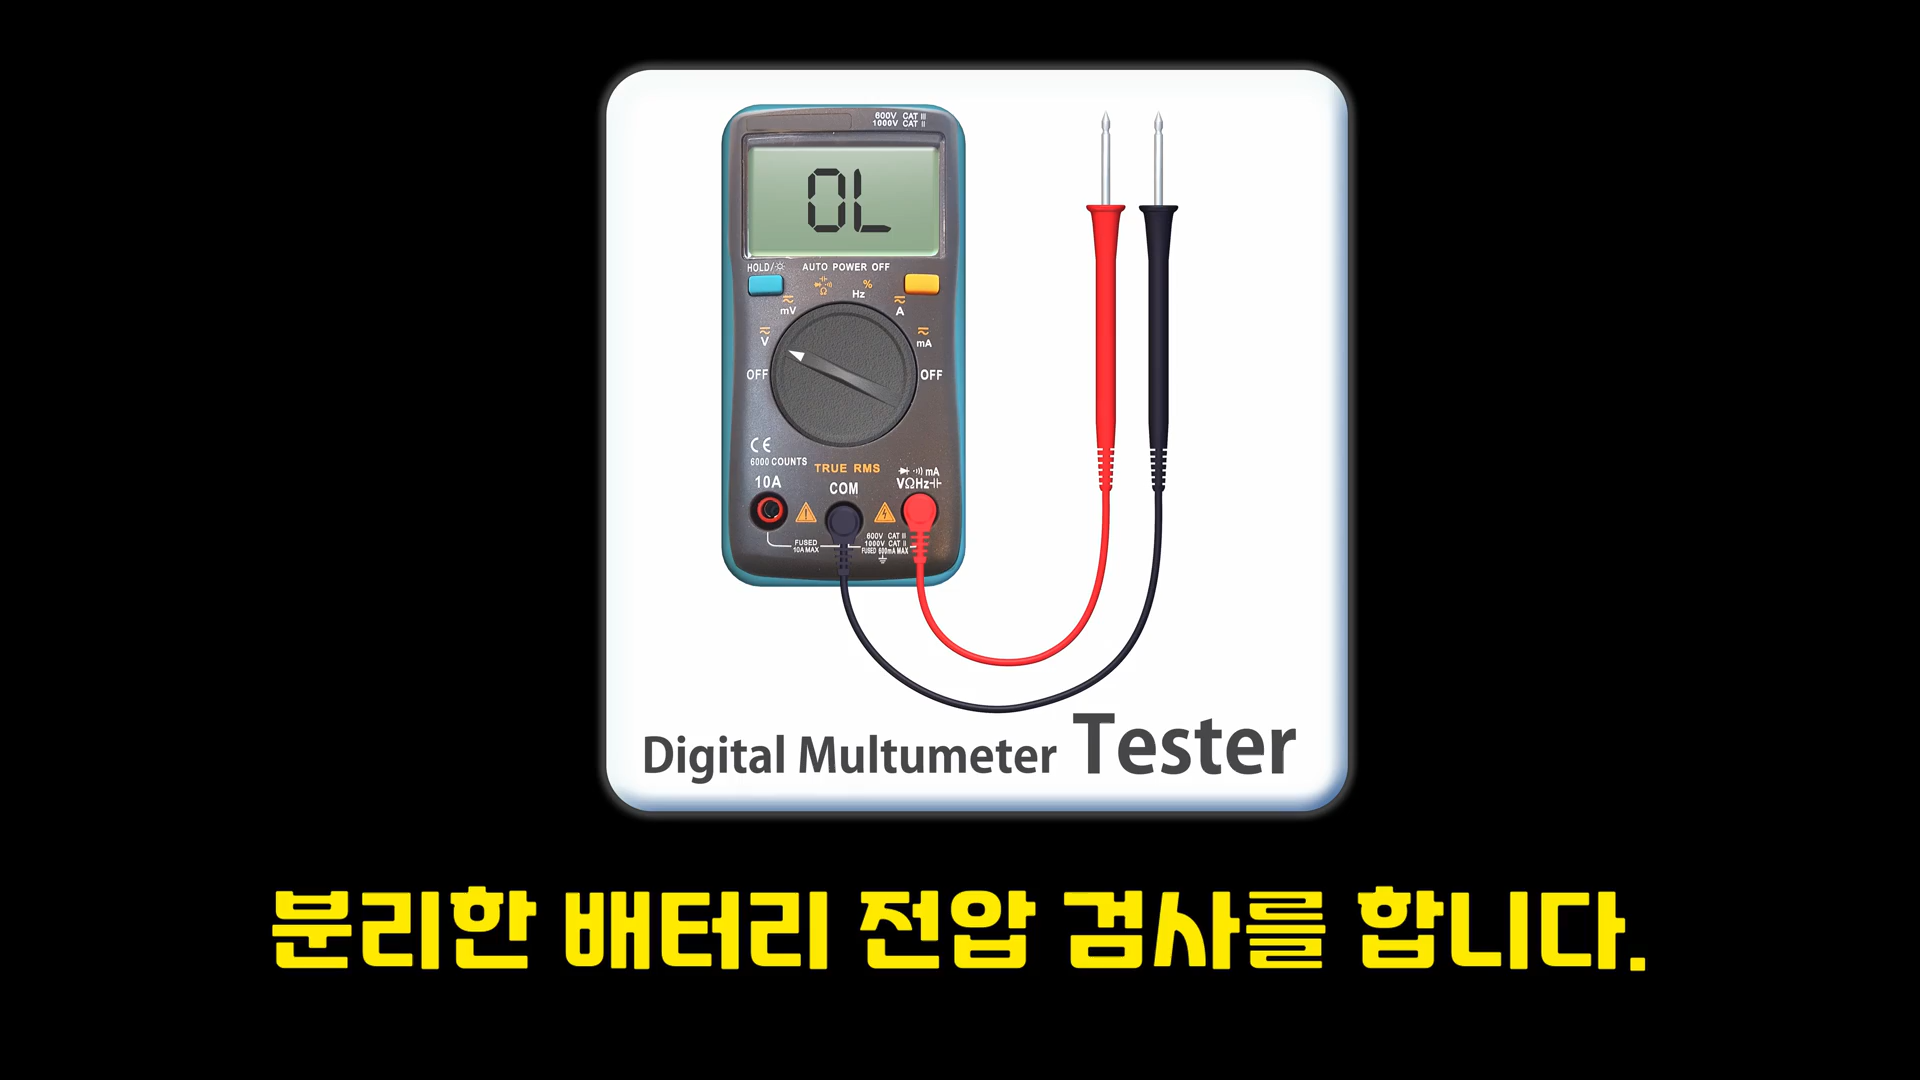 600V CAT III
1000V CAT II
OL
HOLD/
AUTO POWER OFF
Ω
Hz
%
mV
A
V
mA
OFF
OFF
CE
6000 COUNTS
TRUE RMS
mA
10A
COM
VΩHz
FUSED
10A MAX
600V CAT III
1000V CAT II
FUSED 600mA MAX
Digital Multumeter Tester
분리한 배터리 전압 검사를 합니다.